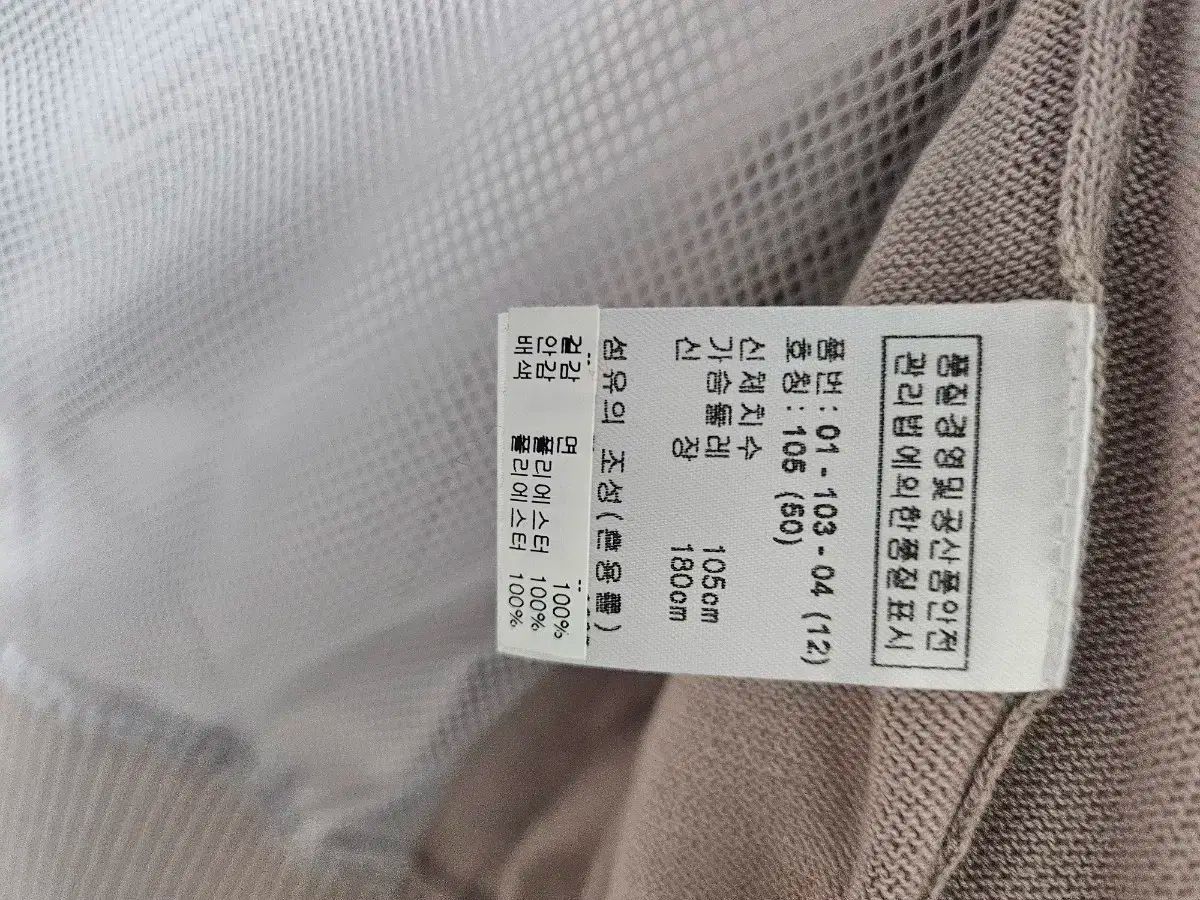 품질경영및공산품안전
관리법에의한품질표시
품번:01-103-04(12)
호칭:105(50)
신체치수
가슴둘레 105cm
신 장 180cm
섬유의 조성(혼용률)
겉감 면 100%
안감 폴리에스터 100%
배색 폴리에스터 100%